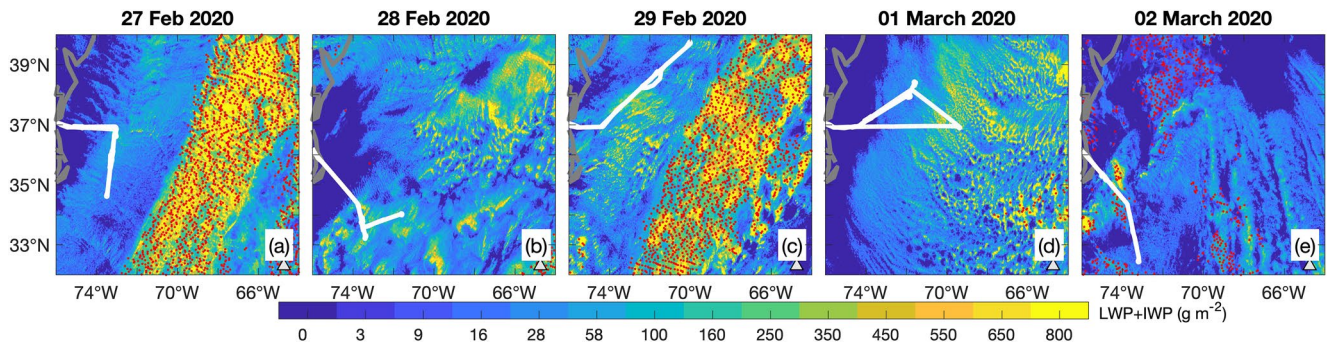 27 Feb 2020 28 Feb 2020 29 Feb 2020 01 March 2020 02 March 2020
39°N
37°N
35°N
33°N
(a) (b) (c) (d) (e)
74°W 70°W 66°W 74°W 70°W 66°W 74°W 70°W 66°W 74°W 70°W 66°W 74°W 70°W 66°W
LWP+IWP (g m⁻²)
0 3 9 16 28 58 100 160 250 350 450 550 650 800